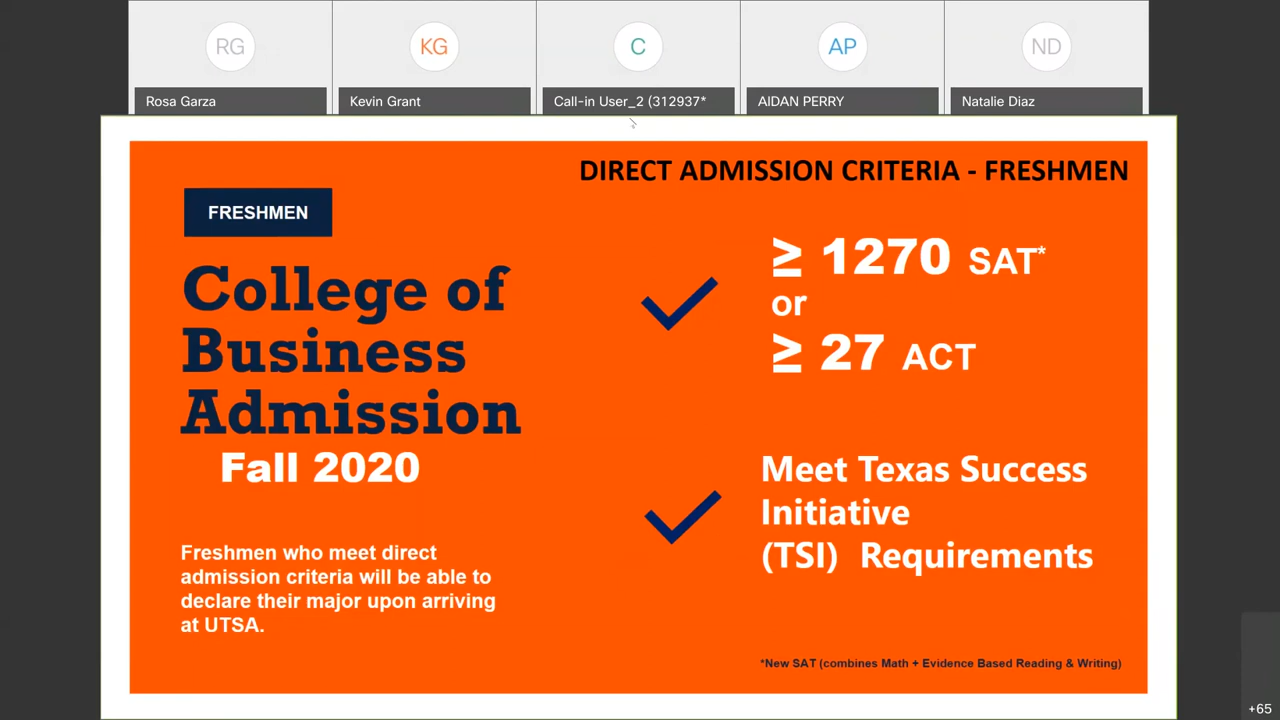 RG
KG
C
AP
ND
Rosa Garza
Kevin Grant
Call-in User_2 (312937*
AIDAN PERRY
Natalie Diaz
DIRECT ADMISSION CRITERIA - FRESHMEN
FRESHMEN
College of
Business
Admission
Fall 2020
Freshmen who meet direct
admission criteria will be able to
declare their major upon arriving
at UTSA.
≥ 1270 SAT*
or
≥ 27 ACT
Meet Texas Success
Initiative
(TSI) Requirements
*New SAT (combines Math + Evidence Based Reading & Writing)
+65